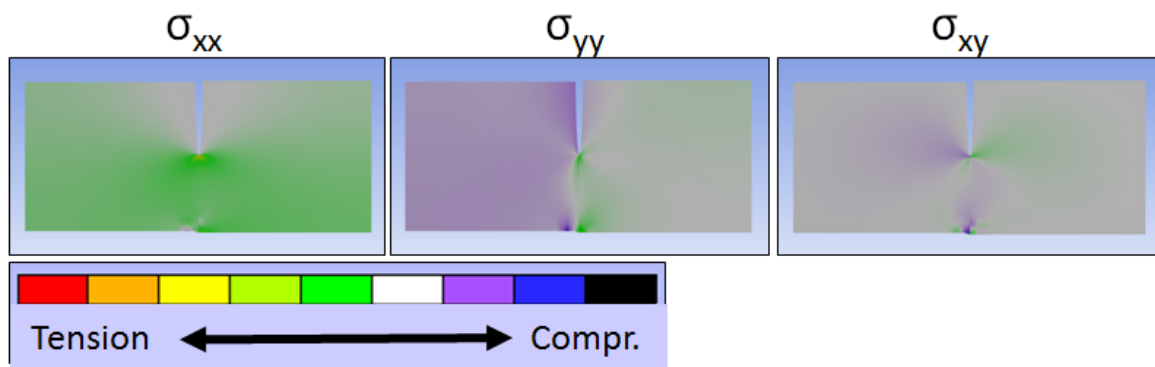 σxx
σyy
σxy
Tension
Compr.